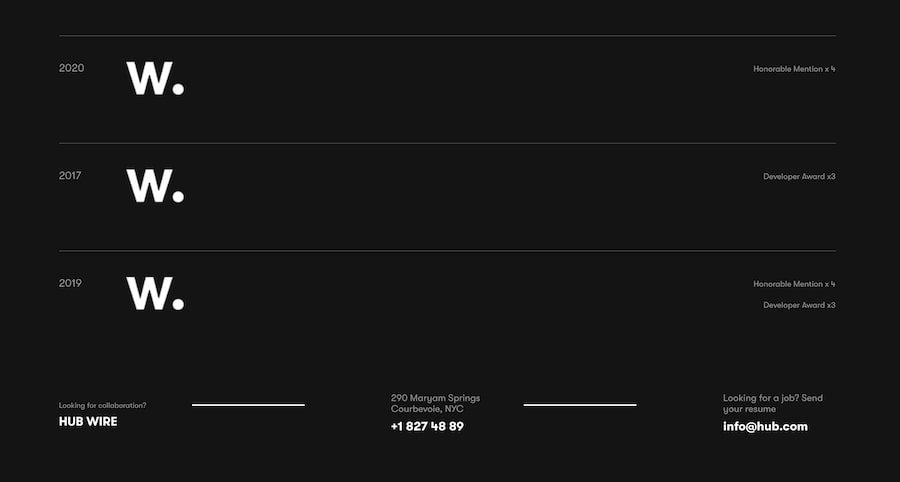 2020
W.
Honorable Mention x 4
2017
W.
Developer Award x3
2019
W.
Honorable Mention x 4
Developer Award x3
Looking for collaboration?
HUB WIRE
290 Maryam Springs
Courbevoie, NYC
+1 827 48 89
Looking for a job? Send
your resume
info@hub.com